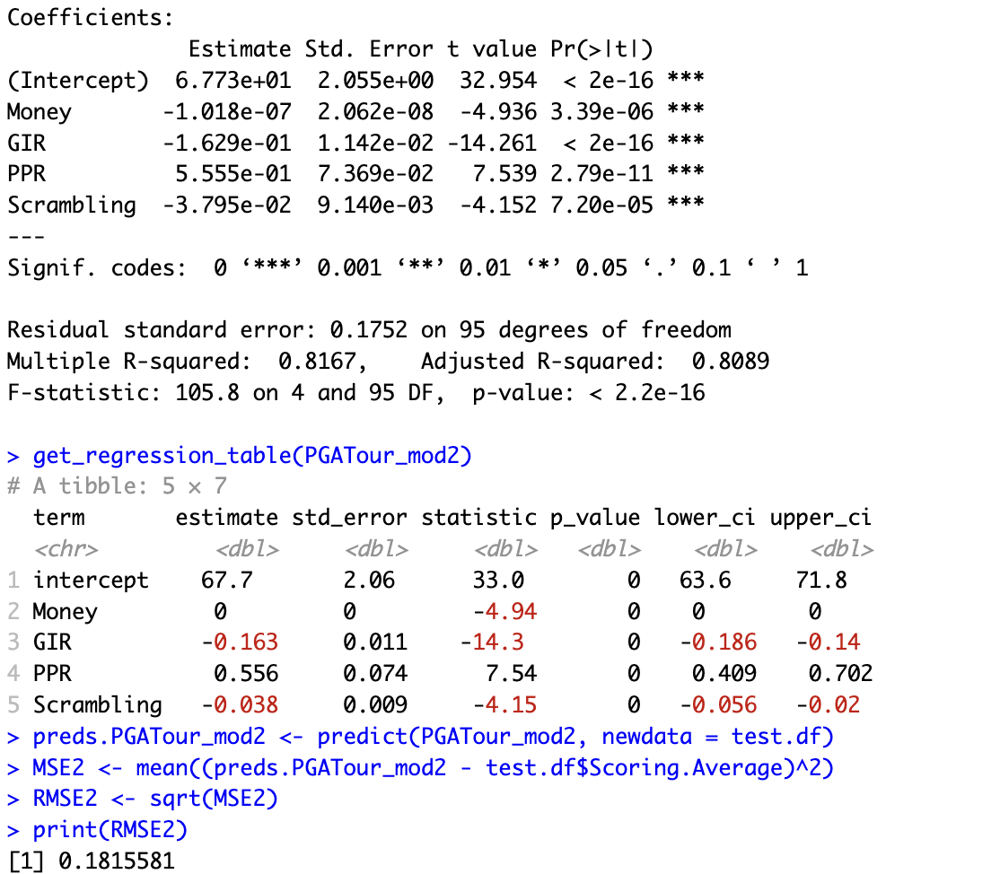 Coefficients:
              Estimate Std. Error t value Pr(>|t|)
(Intercept)  6.773e+01  2.055e+00  32.954  < 2e-16 ***
Money       -1.018e-07  2.062e-08  -4.936 3.39e-06 ***
GIR         -1.629e-01  1.142e-02 -14.261  < 2e-16 ***
PPR          5.555e-01  7.369e-02   7.539 2.79e-11 ***
Scrambling  -3.795e-02  9.140e-03  -4.152 7.20e-05 ***
---
Signif. codes:  0 ‘***’ 0.001 ‘**’ 0.01 ‘*’ 0.05 ‘.’ 0.1 ‘ ’ 1
Residual standard error: 0.1752 on 95 degrees of freedom
Multiple R-squared:  0.8167,    Adjusted R-squared:  0.8089
F-statistic: 105.8 on 4 and 95 DF,  p-value: < 2.2e-16
> get_regression_table(PGATour_mod2)
# A tibble: 5 × 7
  term       estimate std_error statistic p_value lower_ci upper_ci
  <chr>         <dbl>     <dbl>     <dbl>   <dbl>    <dbl>    <dbl>
1 intercept    67.7       2.06      33.0        0   63.6     71.8
2 Money         0         0         -4.94       0    0        0
3 GIR          -0.163     0.011    -14.3        0   -0.186   -0.14
4 PPR           0.556     0.074      7.54       0    0.409    0.702
5 Scrambling   -0.038     0.009     -4.15       0   -0.056   -0.02
> preds.PGATour_mod2 <- predict(PGATour_mod2, newdata = test.df)
> MSE2 <- mean((preds.PGATour_mod2 - test.df$Scoring.Average)^2)
> RMSE2 <- sqrt(MSE2)
> print(RMSE2)
[1] 0.1815581